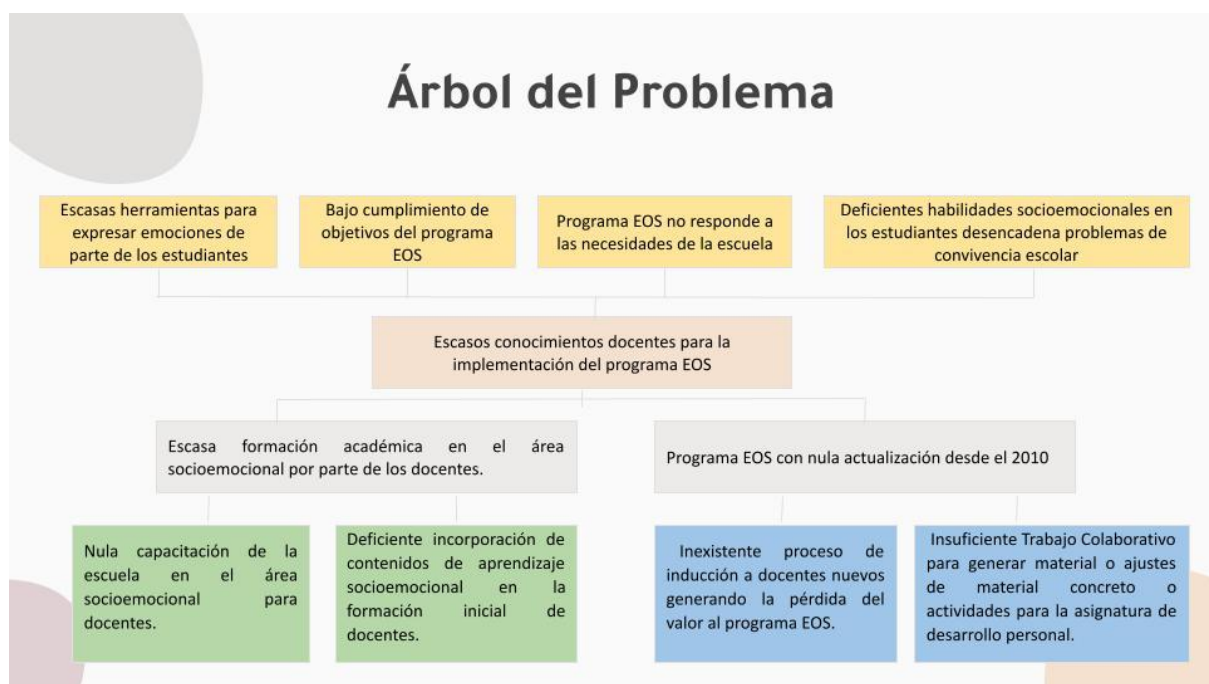 Árbol del Problema
Escasas herramientas para
expresar emociones de
parte de los estudiantes
Bajo cumplimiento de
objetivos del programa
EOS
Programa EOS no responde a
las necesidades de la escuela
Deficientes habilidades socioemocionales en
los estudiantes desencadena problemas de
convivencia escolar
Escasos conocimientos docentes para la
implementación del programa EOS
Escasa formación académica en el área
socioemocional por parte de los docentes.
Programa EOS con nula actualización desde el 2010
Nula capacitación de la
escuela en el área
socioemocional para
docentes.
Deficiente incorporación de
contenidos de aprendizaje
socioemocional en la
formación inicial de
docentes.
Inexistente proceso de
inducción a docentes nuevos
generando la pérdida del
valor al programa EOS.
Insuficiente Trabajo Colaborativo
para generar material o ajustes
de material concreto o
actividades para la asignatura de
desarrollo personal.